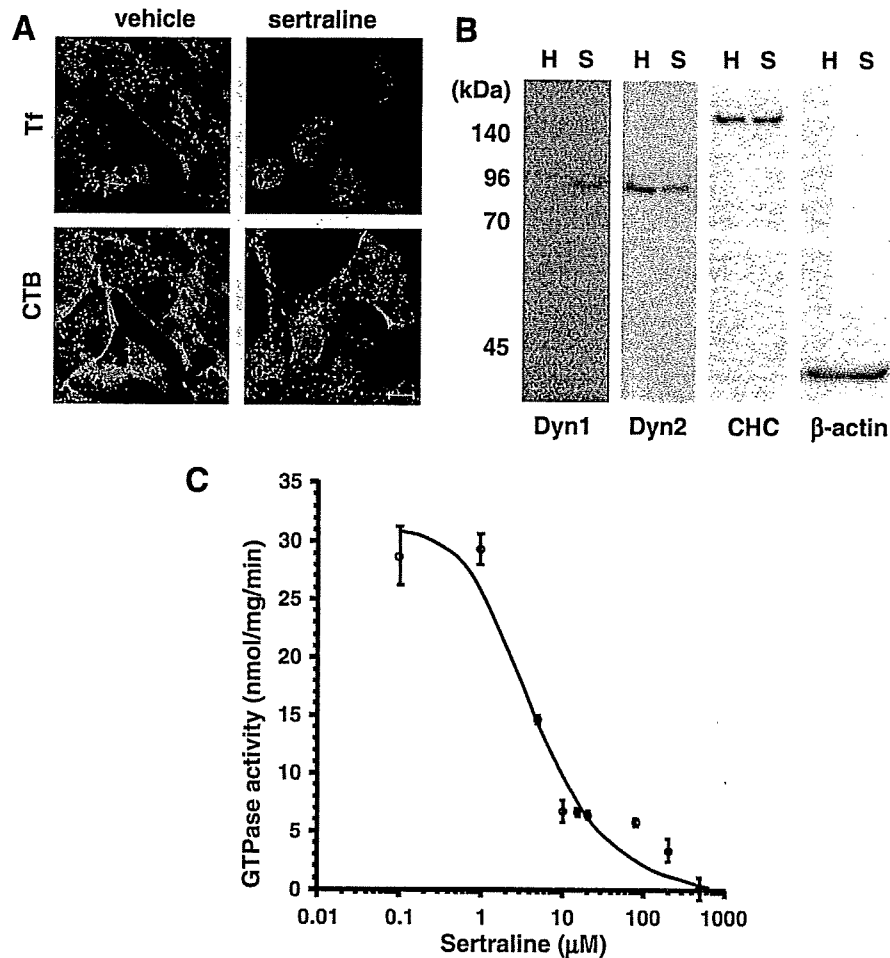 A
vehicle
sertraline
Tf
CTB
B
H S H S H S H S
(kDa)
140
96
70
45
Dyn1 Dyn2 CHC β-actin
C
GTPase activity (nmol/mg/min)
35
30
25
20
15
10
5
0
0.01 0.1 1 10 100 1000
Sertraline (μM)